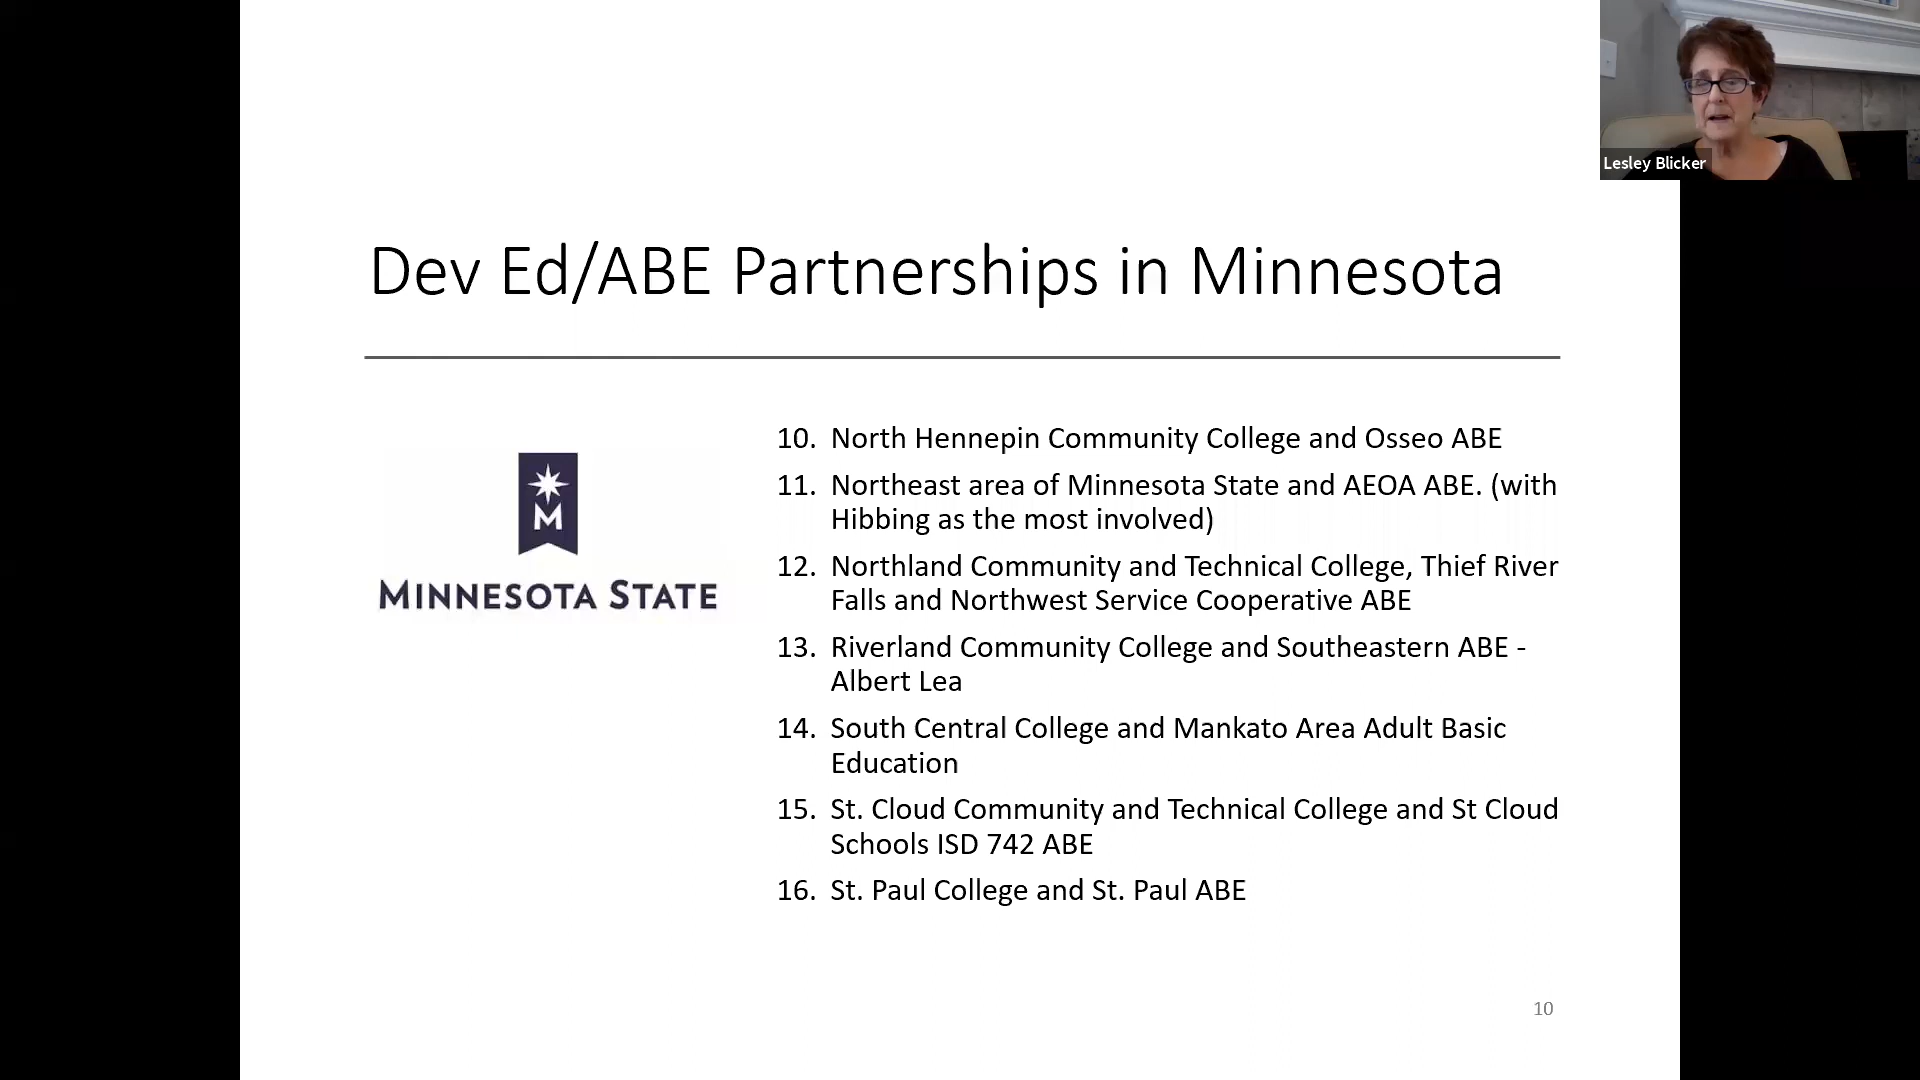 Lesley Blicker
Dev Ed/ABE Partnerships in Minnesota
M
MINNESOTA STATE
10. North Hennepin Community College and Osseo ABE
11. Northeast area of Minnesota State and AEOA ABE. (with
Hibbing as the most involved)
12. Northland Community and Technical College, Thief River
Falls and Northwest Service Cooperative ABE
13. Riverland Community College and Southeastern ABE -
Albert Lea
14. South Central College and Mankato Area Adult Basic
Education
15. St. Cloud Community and Technical College and St Cloud
Schools ISD 742 ABE
16. St. Paul College and St. Paul ABE
10